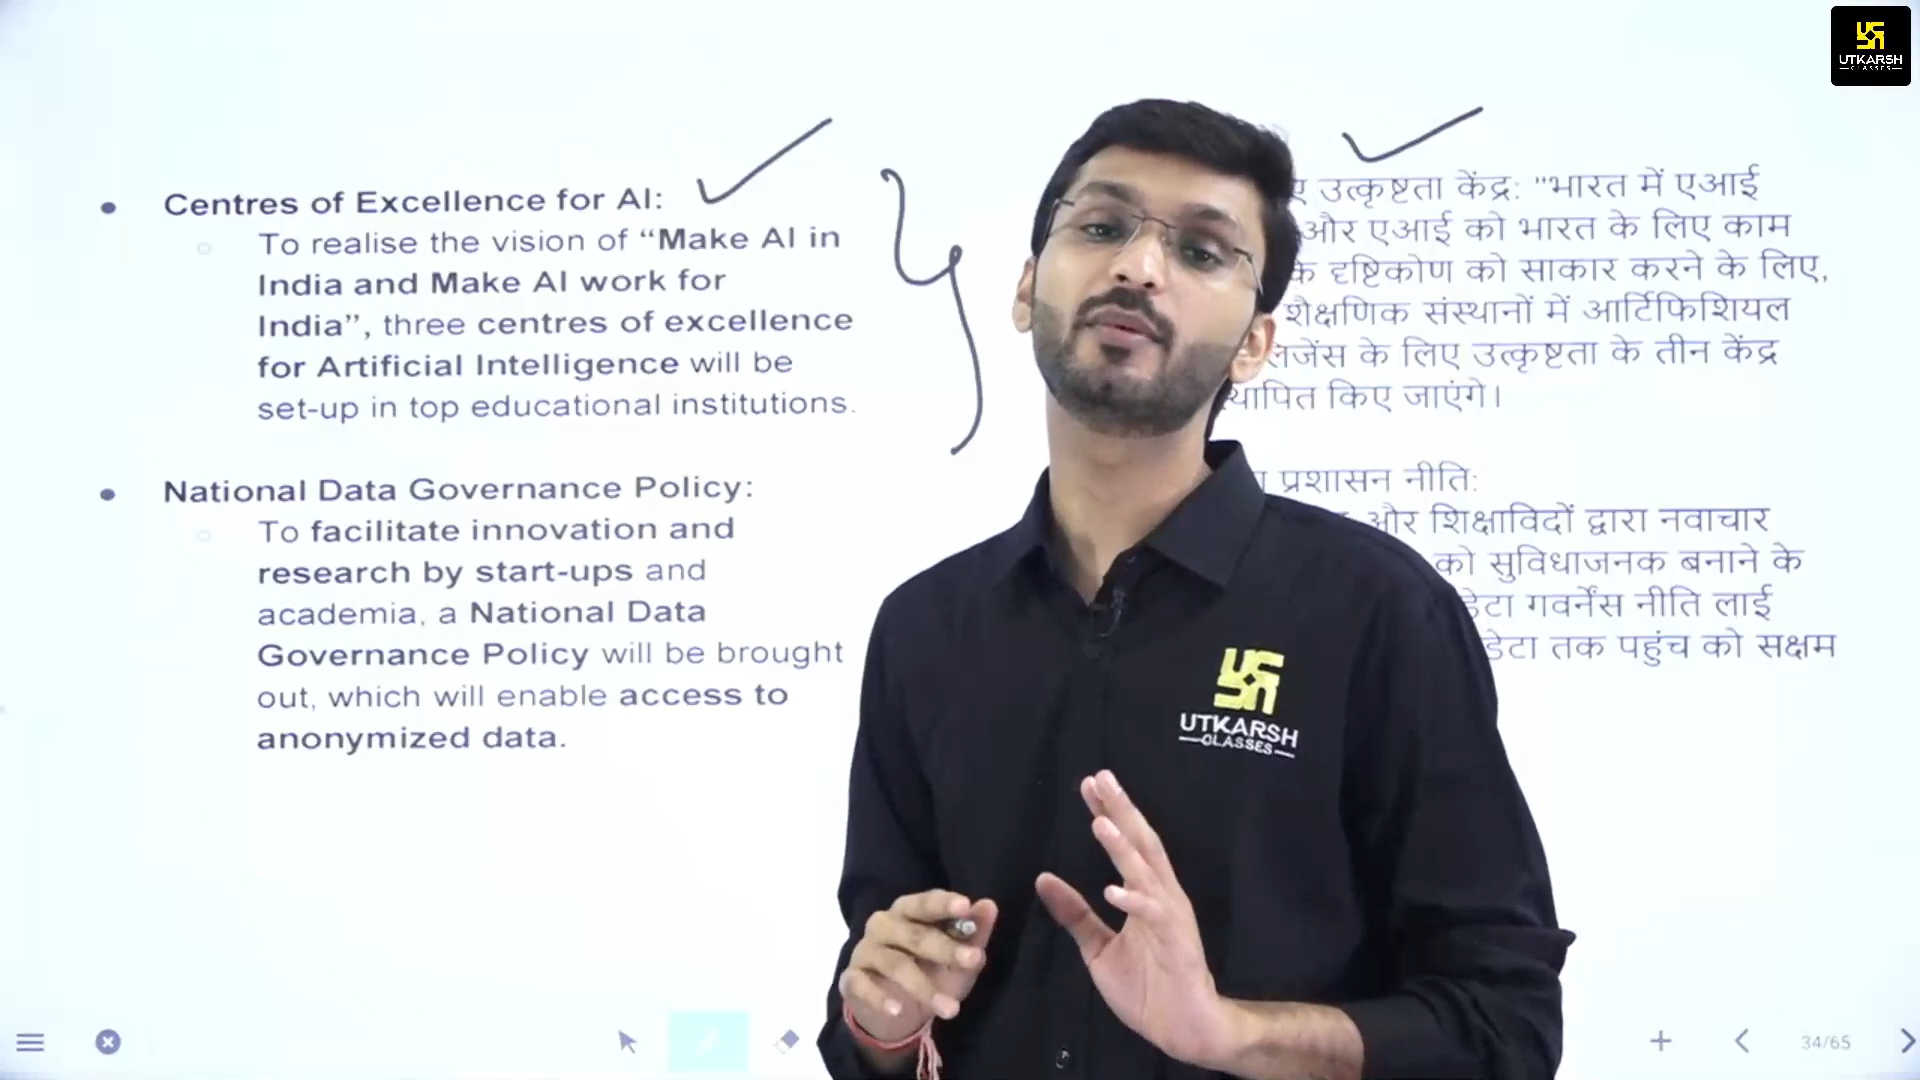 UTKARSH
CLASSES
Centres of Excellence for AI:
To realise the vision of “Make AI in
India and Make AI work for
India”, three centres of excellence
for Artificial Intelligence will be
set-up in top educational institutions.
National Data Governance Policy:
To facilitate innovation and
research by start-ups and
academia, a National Data
Governance Policy will be brought
out, which will enable access to
anonymized data.
उत्कृष्टता केंद्र: "भारत में एआई
और एआई को भारत के लिए काम
के दृष्टिकोण को साकार करने के लिए,
शैक्षणिक संस्थानों में आर्टिफिशियल
के लिए उत्कृष्टता के तीन केंद्र
किए जाएंगे।
प्रशासन नीति:
और शिक्षाविदों द्वारा नवाचार
को सुविधाजनक बनाने के
गवर्नेंस नीति लाई
डेटा तक पहुंच को सक्षम
UTKARSH
CLASSES
34/65